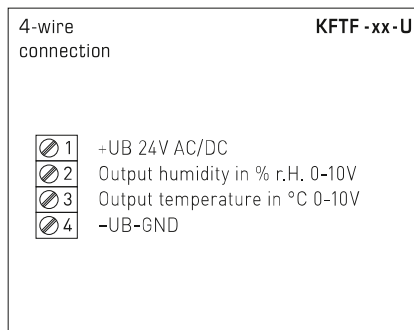 4-wire KFTF -xx-U
connection
1 +UB 24V AC/DC
2 Output humidity in % r.H. 0-10V
3 Output temperature in °C 0-10V
4 -UB-GND